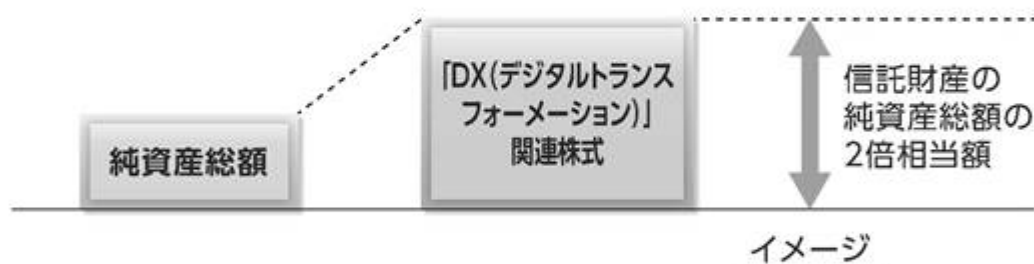 純資産総額
「DX(デジタルトランス
フォーメーション)」
関連株式
信託財産の
純資産総額の
2倍相当額
イメージ